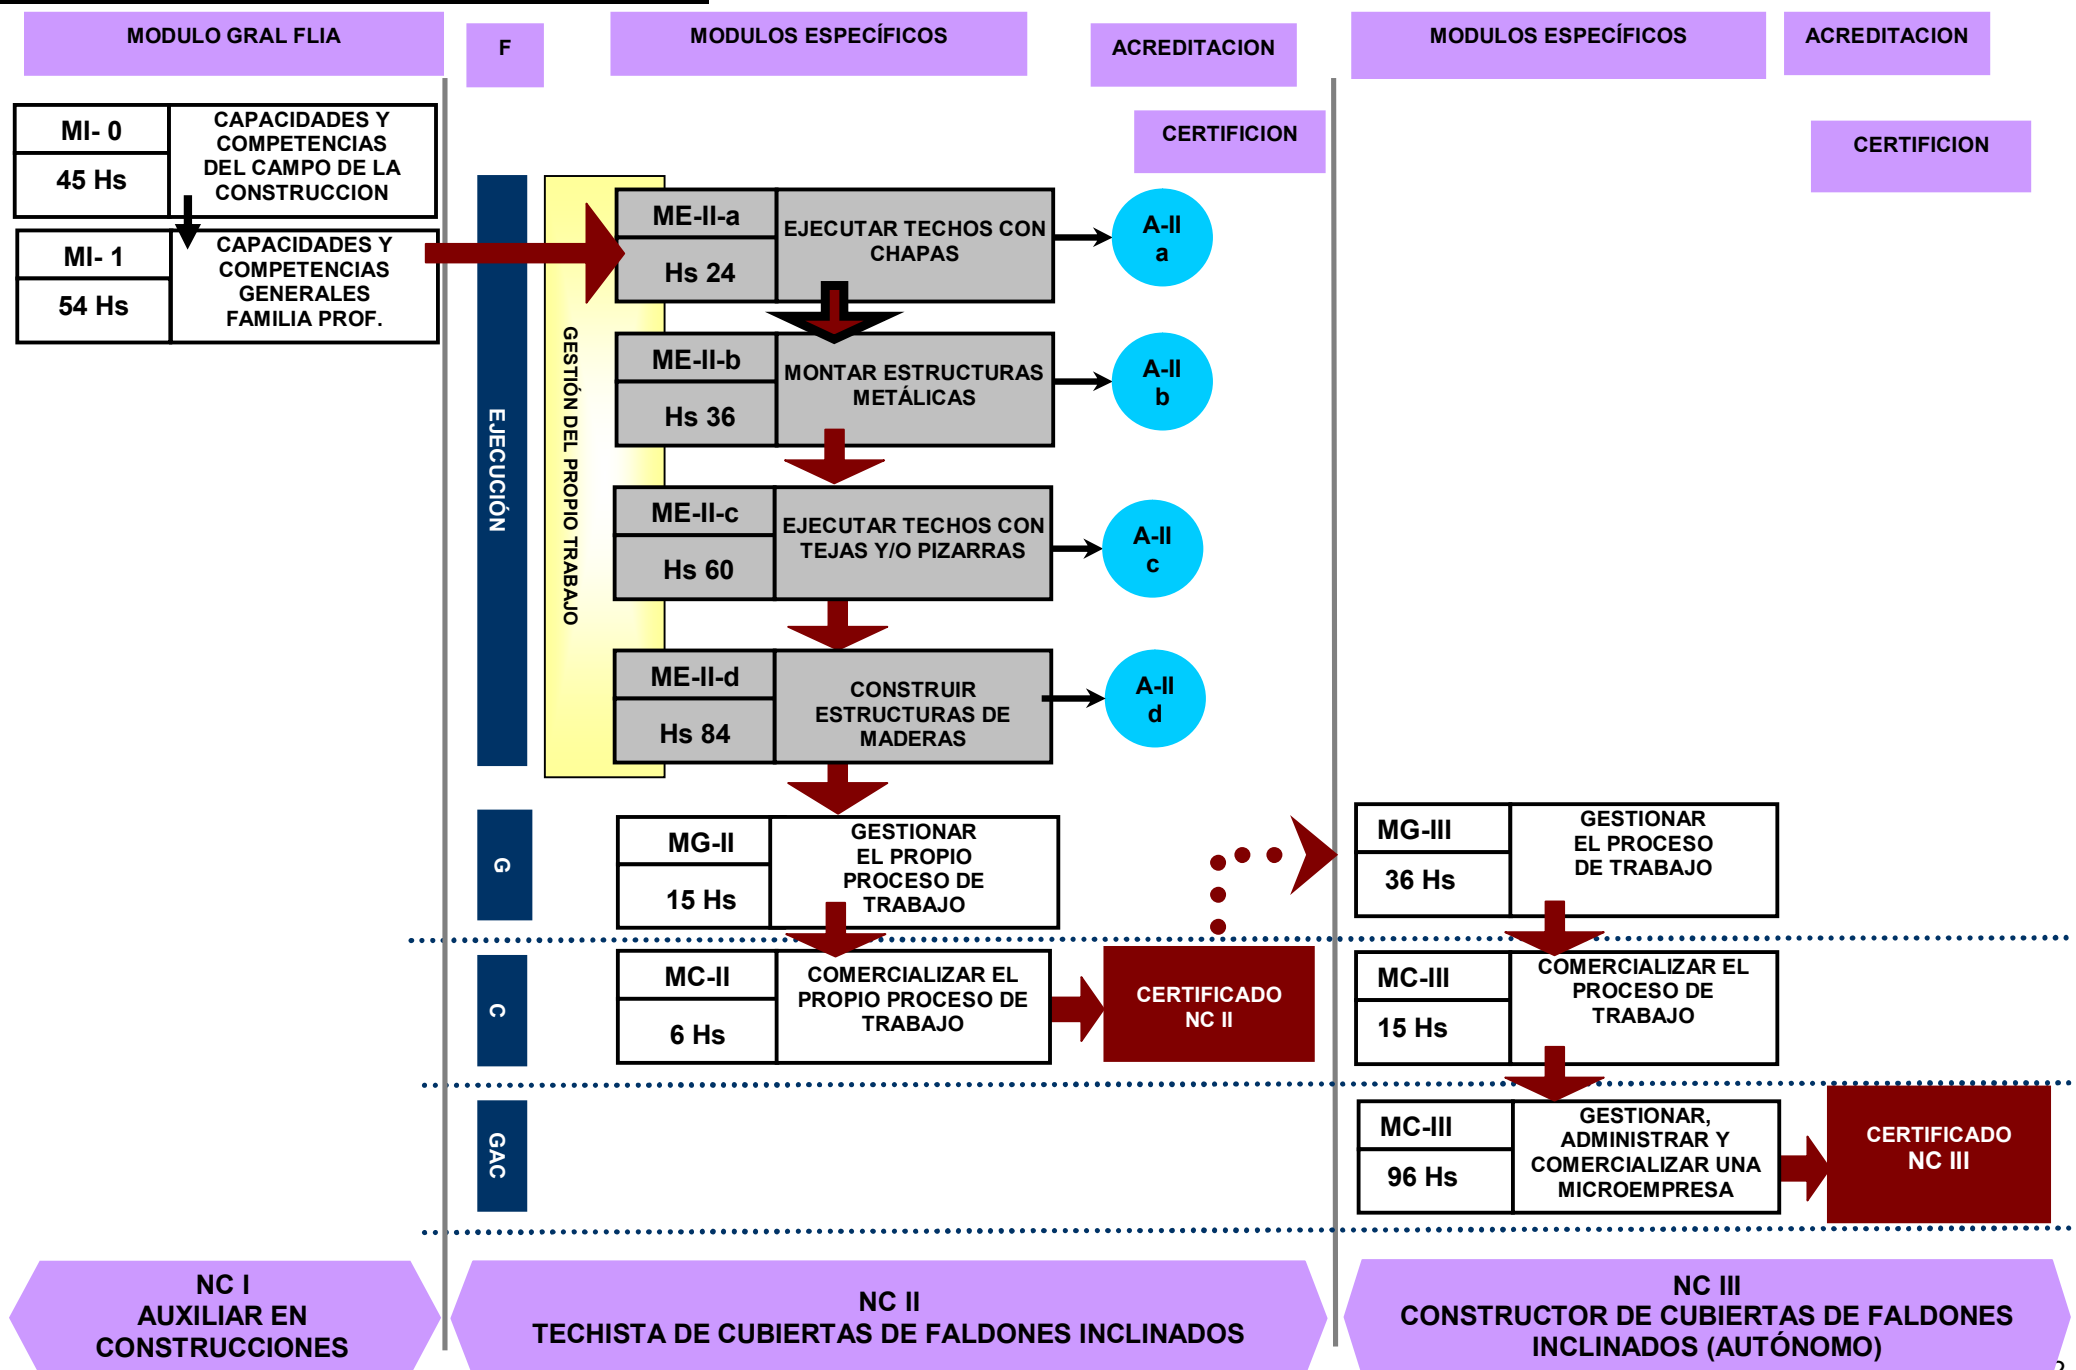 MODULO GRAL FLIA
F
MODULOS ESPECÍFICOS
ACREDITACION
MODULOS ESPECÍFICOS
ACREDITACION
CERTIFICION
CERTIFICION
MI- 0
45 Hs
CAPACIDADES Y
COMPETENCIAS
DEL CAMPO DE LA
CONSTRUCCION
MI- 1
54 Hs
CAPACIDADES Y
COMPETENCIAS
GENERALES
FAMILIA PROF.
EJECUCIÓN
GESTIÓN DEL PROPIO TRABAJO
ME-II-a
Hs 24
EJECUTAR TECHOS CON
CHAPAS
A-II
a
ME-II-b
Hs 36
MONTAR ESTRUCTURAS
METÁLICAS
A-II
b
ME-II-c
Hs 60
EJECUTAR TECHOS CON
TEJAS Y/O PIZARRAS
A-II
c
ME-II-d
Hs 84
CONSTRUIR
ESTRUCTURAS DE
MADERAS
A-II
d
G
MG-II
15 Hs
GESTIONAR
EL PROPIO
PROCESO DE
TRABAJO
MG-III
36 Hs
GESTIONAR
EL PROCESO
DE TRABAJO
C
MC-II
6 Hs
COMERCIALIZAR EL
PROPIO PROCESO DE
TRABAJO
CERTIFICADO
NC II
MC-III
15 Hs
COMERCIALIZAR EL
PROCESO DE
TRABAJO
GAC
MC-III
96 Hs
GESTIONAR,
ADMINISTRAR Y
COMERCIALIZAR UNA
MICROEMPRESA
CERTIFICADO
NC III
NC I
AUXILIAR EN
CONSTRUCCIONES
NC II
TECHISTA DE CUBIERTAS DE FALDONES INCLINADOS
NC III
CONSTRUCTOR DE CUBIERTAS DE FALDONES
INCLINADOS (AUTÓNOMO)